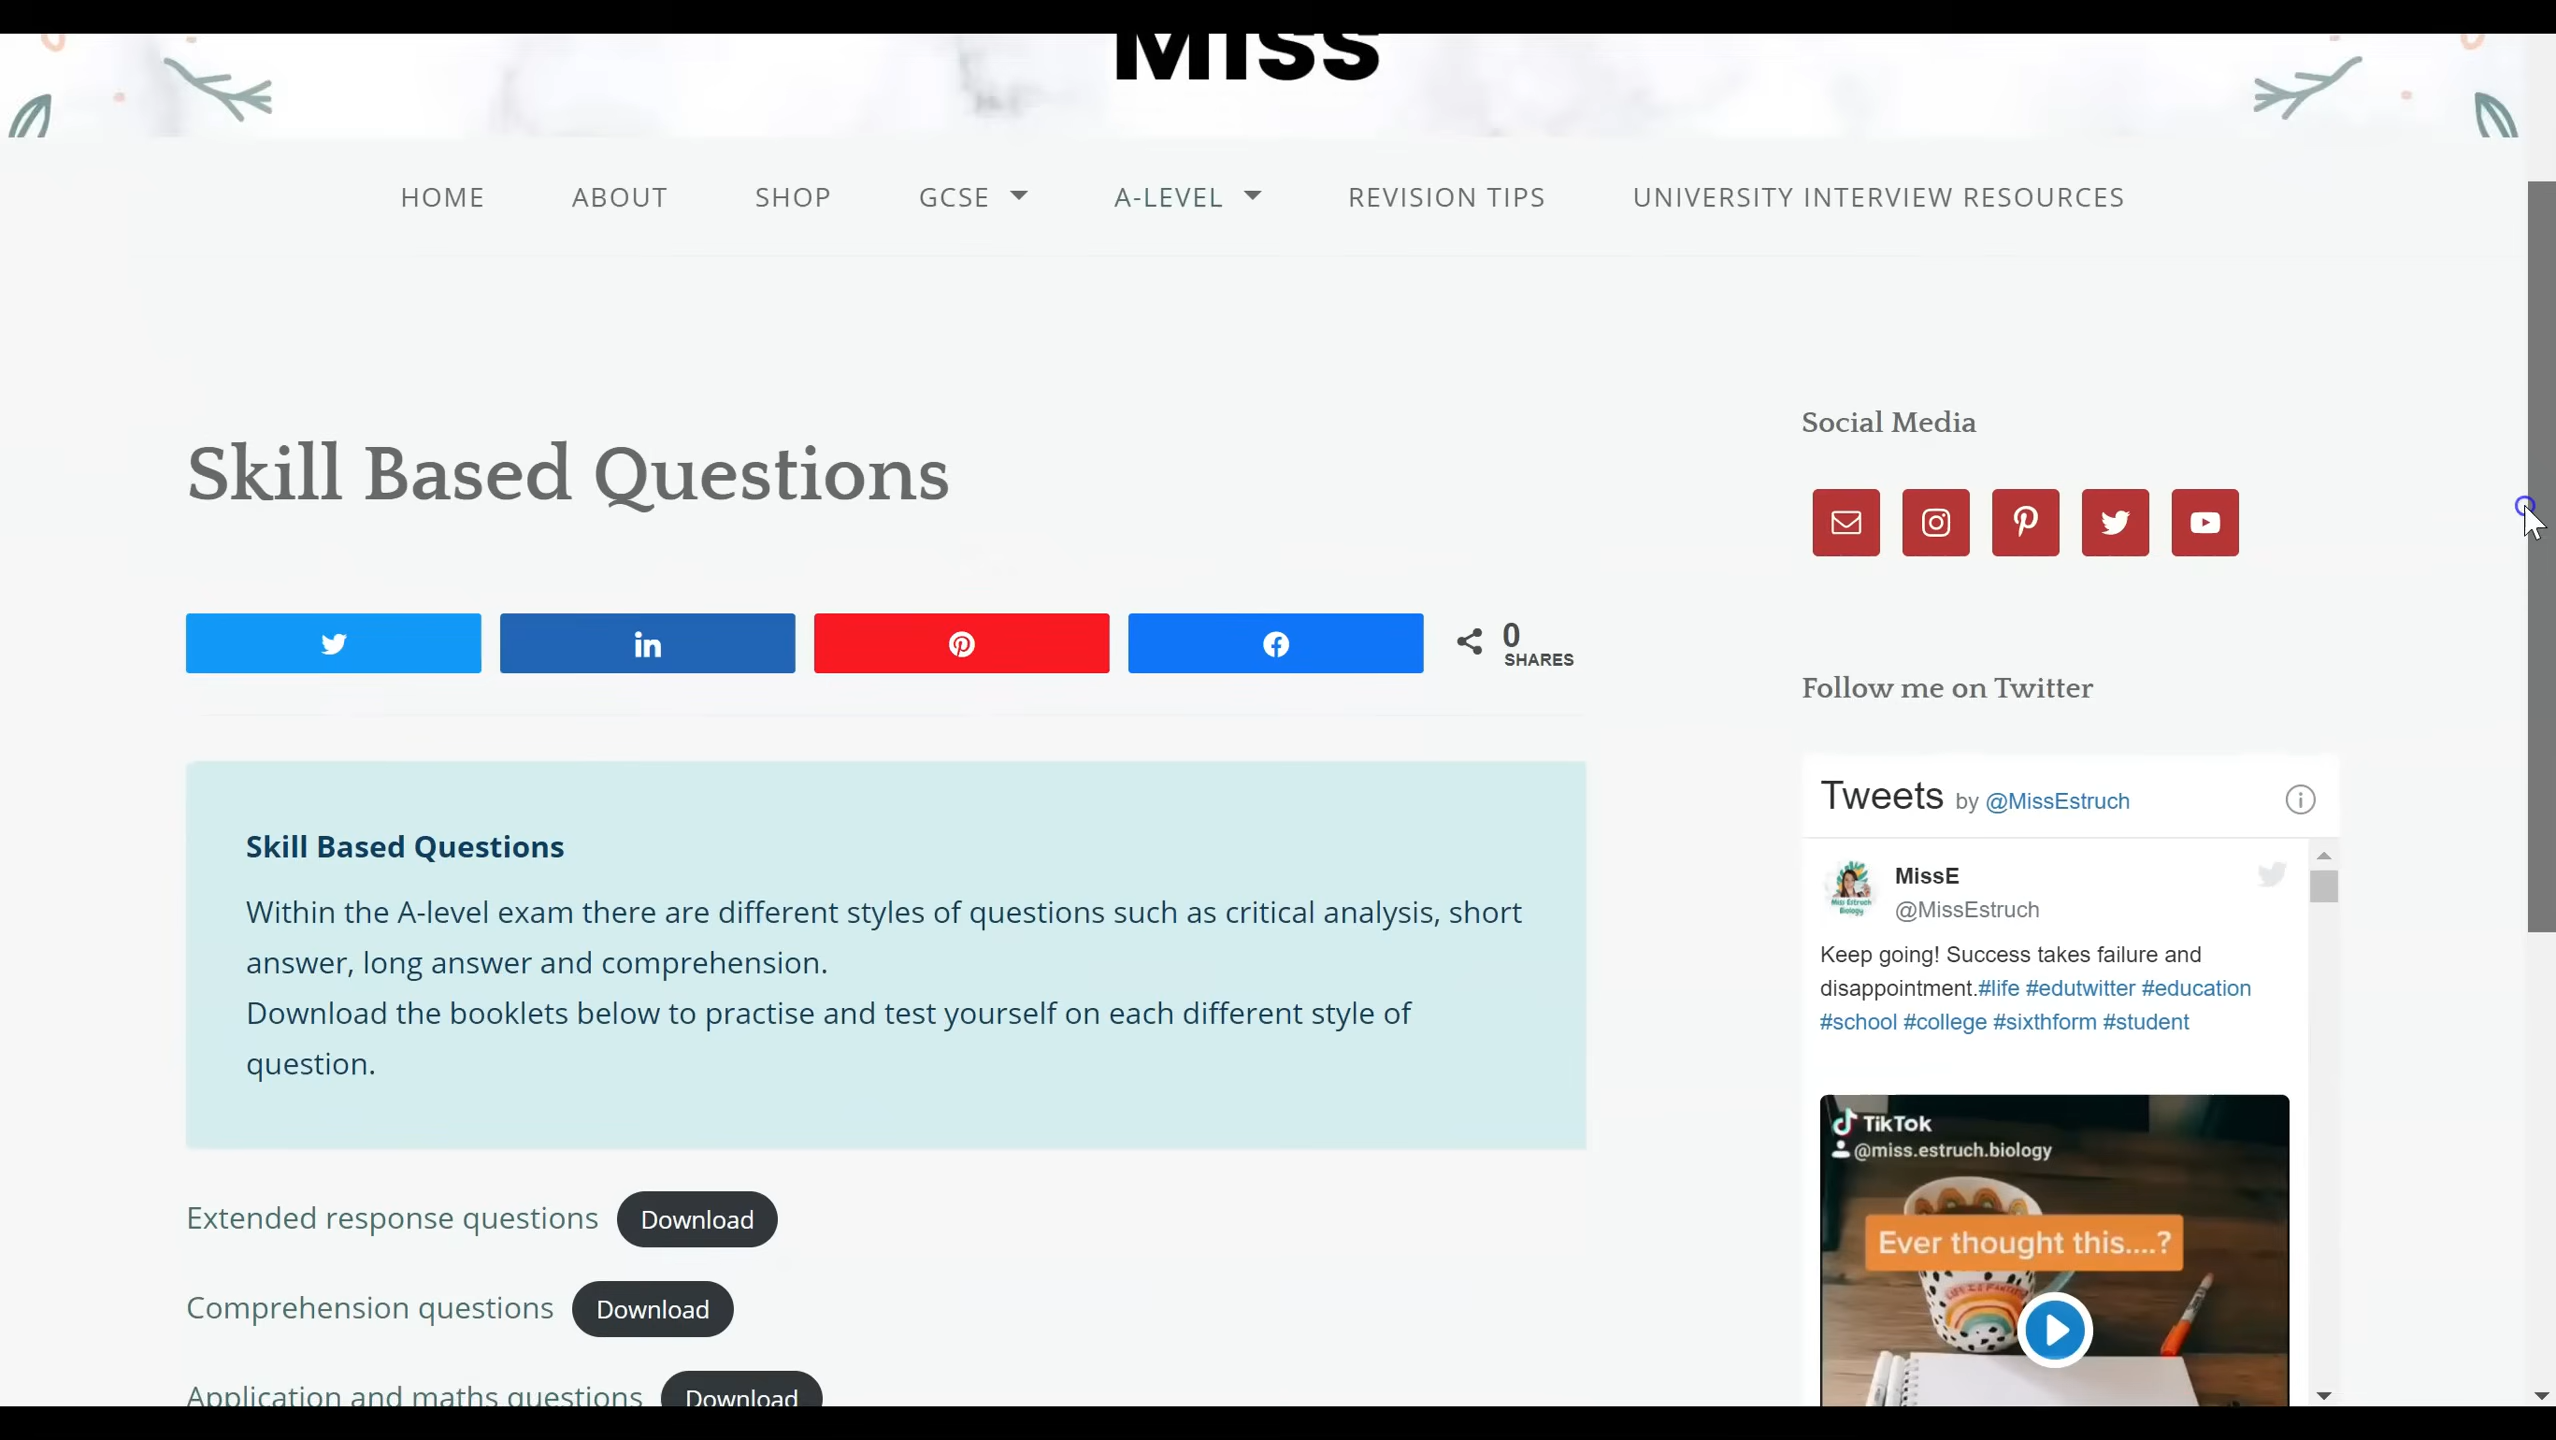 Miss
HOME ABOUT SHOP GCSE A-LEVEL REVISION TIPS UNIVERSITY INTERVIEW RESOURCES
Skill Based Questions
0
SHARES
Skill Based Questions
Within the A-level exam there are different styles of questions such as critical analysis, short
answer, long answer and comprehension.
Download the booklets below to practise and test yourself on each different style of
question.
Extended response questions Download
Comprehension questions Download
Application and maths questions Download
Social Media
Follow me on Twitter
Tweets by @MissEstruch
Miss Estruch
Biology
MissE
@MissEstruch
Keep going! Success takes failure and
disappointment.#life #edutwitter #education
#school #college #sixthform #student
TikTok
@miss.estruch.biology
Ever thought this....?